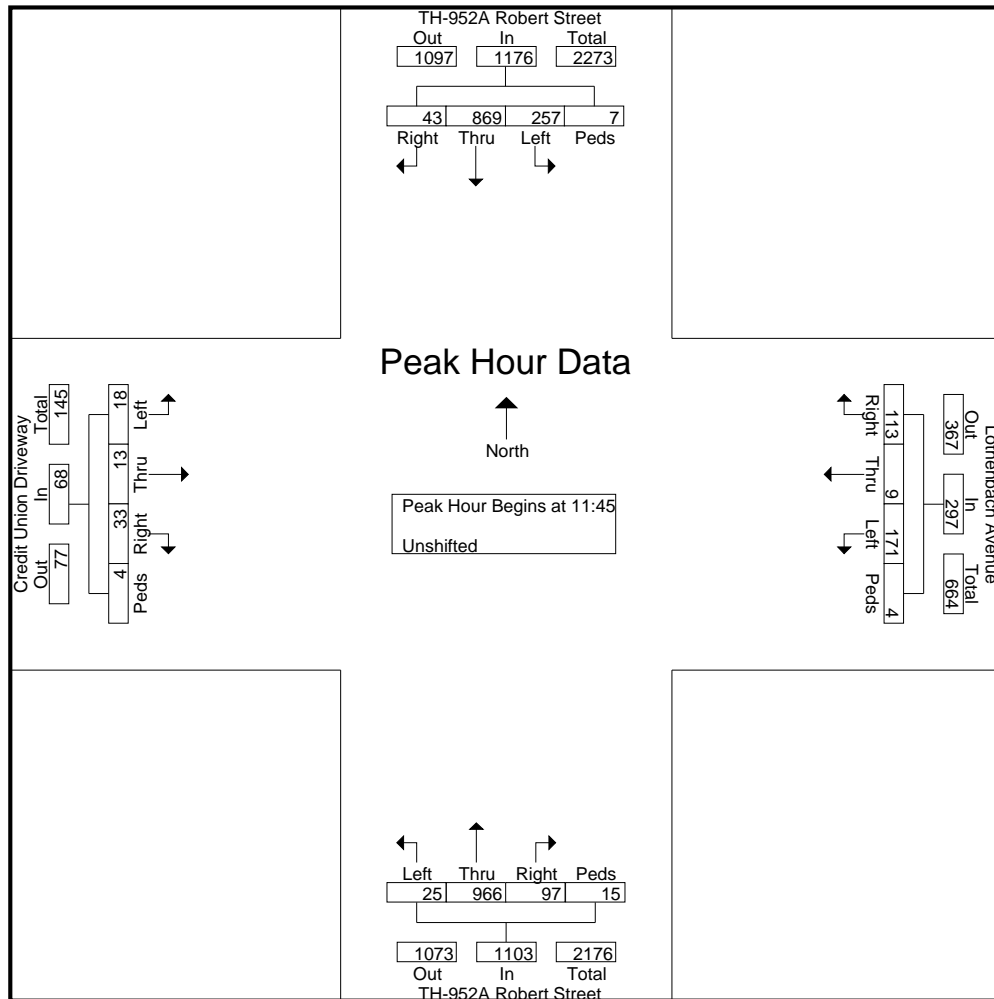 TH-952A Robert Street
Out In Total
1097 1176 2273
43 869 257 7
Right Thru Left Peds
Peak Hour Data
North
Peak Hour Begins at 11:45
Unshifted
Credit Union Driveway
Out In Total
77 68 145
4 33 13 18
Peds Right Thru Left
Lothenbach Avenue
Out In Total
367 297 664
113 9 171 4
Right Thru Left Peds
Left Thru Right Peds
25 966 97 15
1073 1103 2176
Out In Total
TH-952A Robert Street